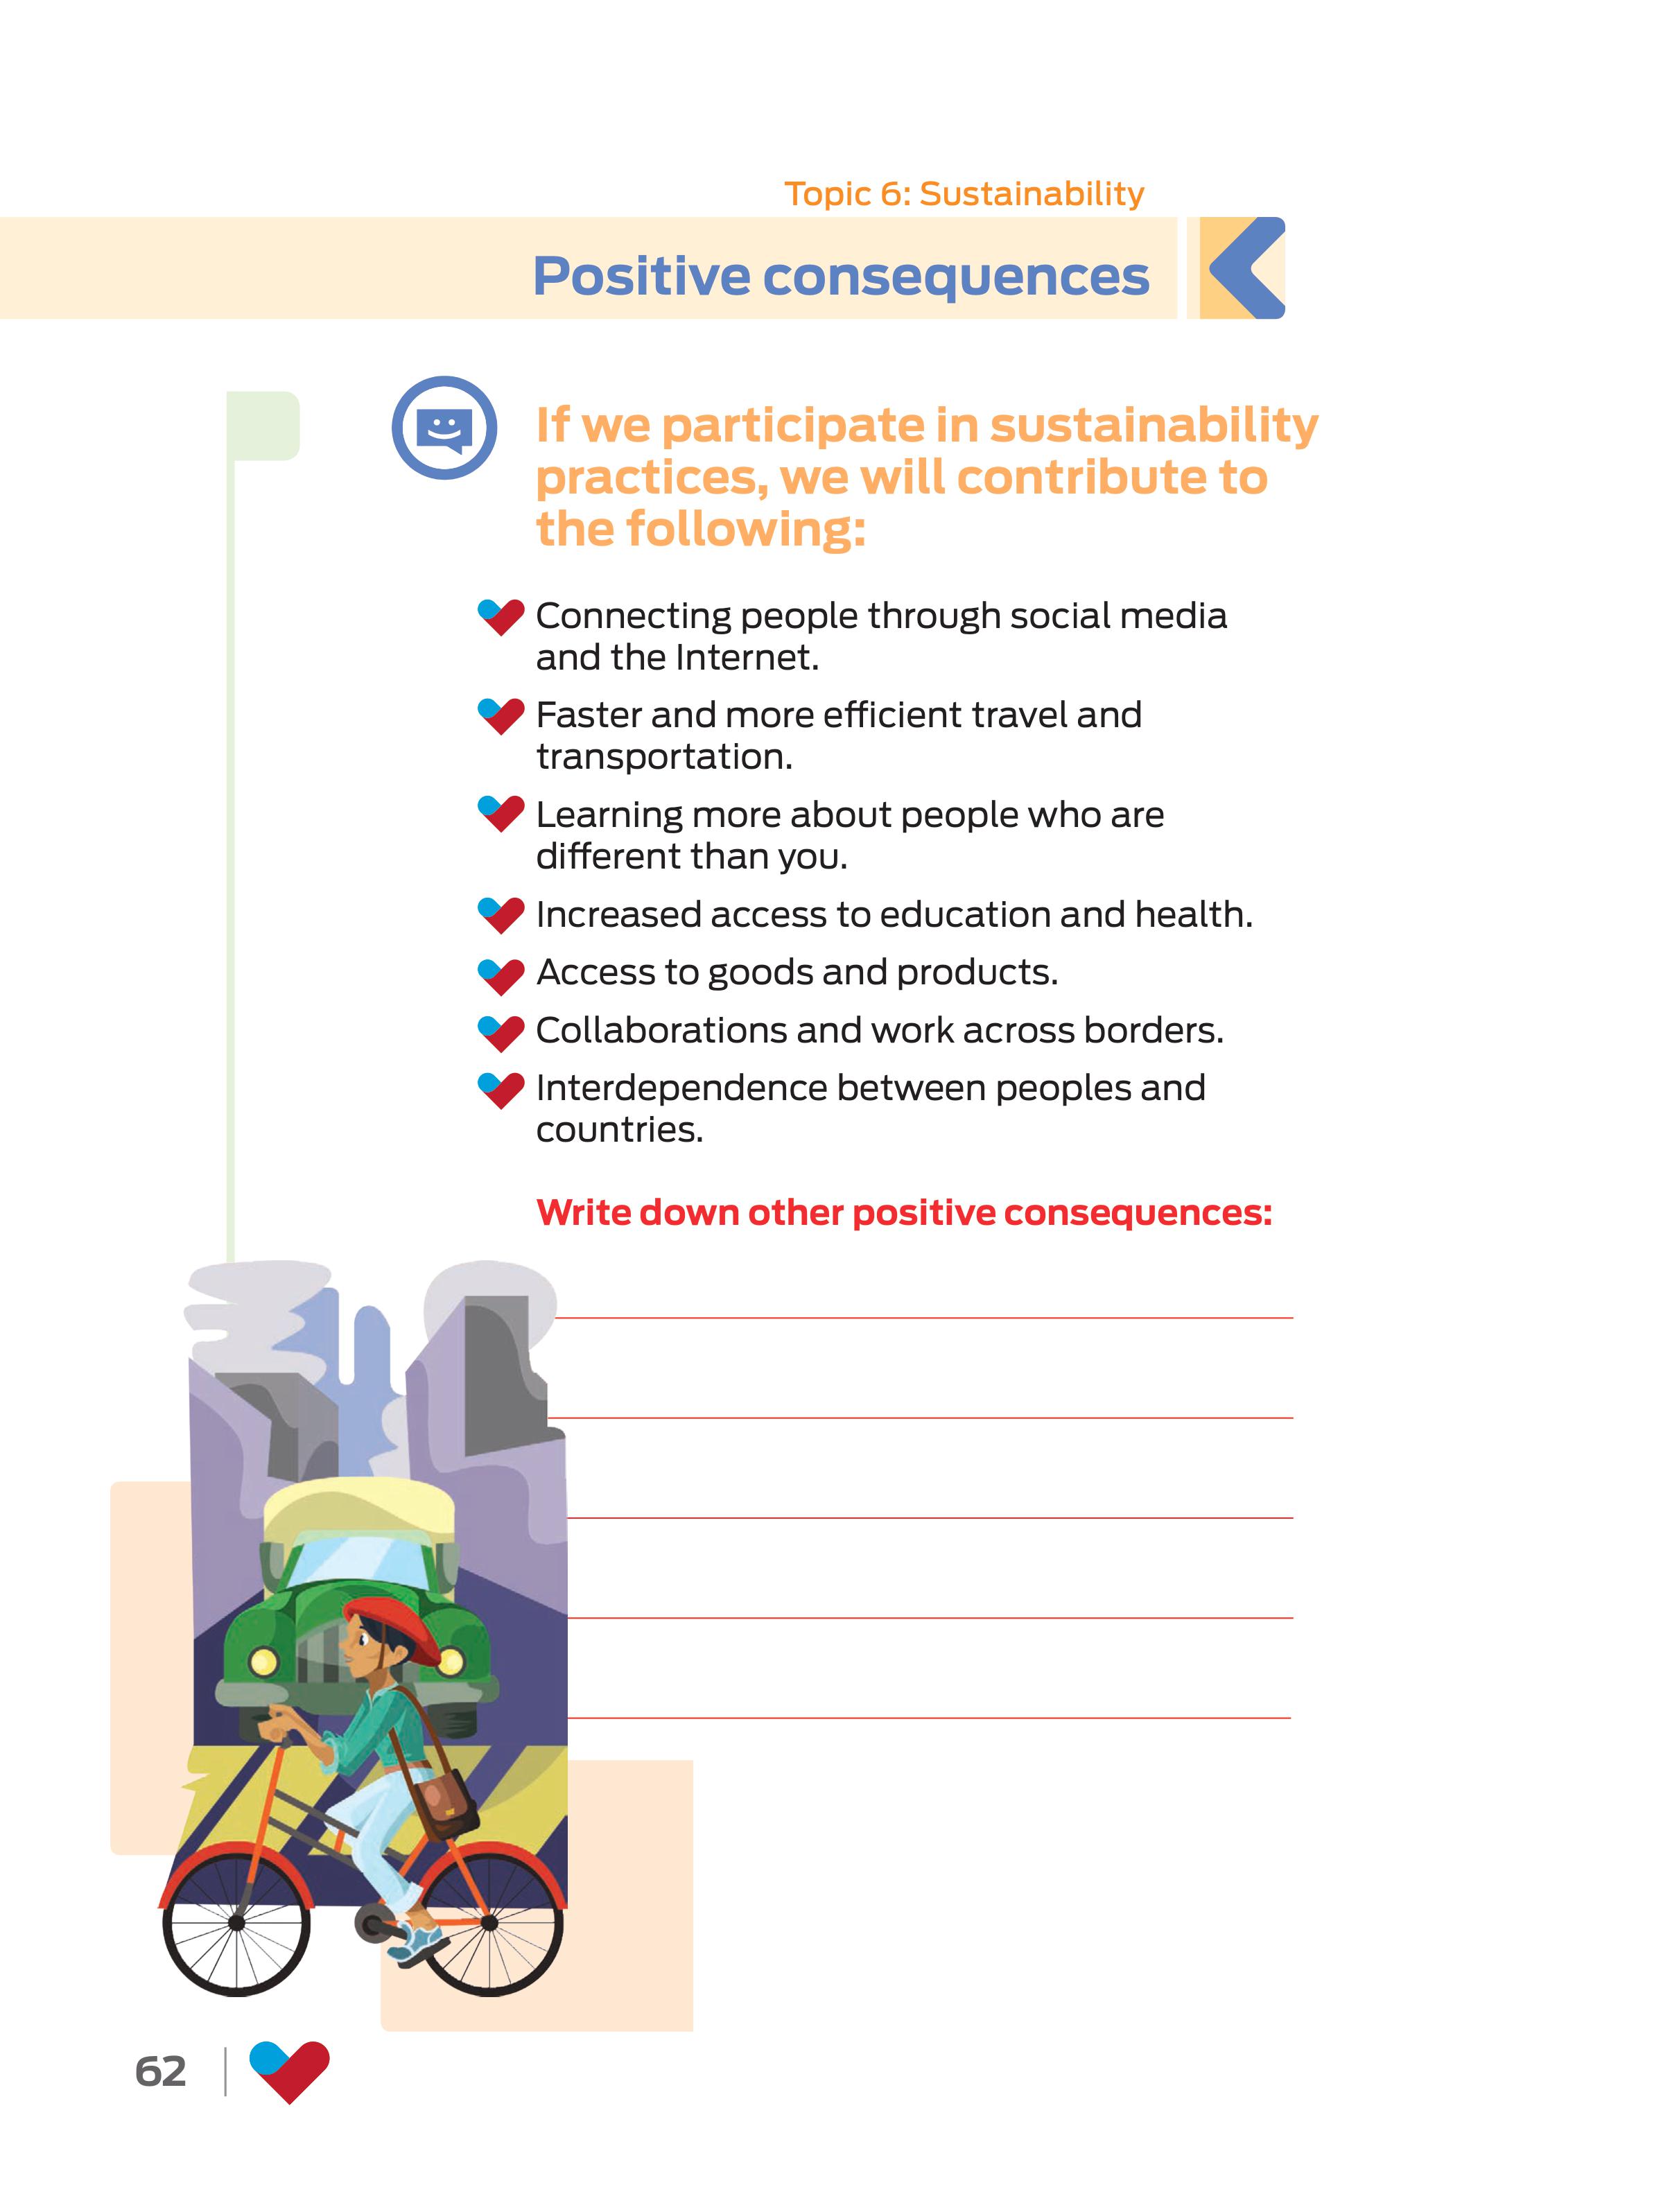 Topic 6: Sustainability
Positive consequences
If we participate in sustainability
practices, we will contribute to
the following:
Connecting people through social media
and the Internet.
Faster and more efficient travel and
transportation.
Learning more about people who are
different than you.
Increased access to education and health.
Access to goods and products.
Collaborations and work across borders.
Interdependence between peoples and
countries.
Write down other positive consequences:
62